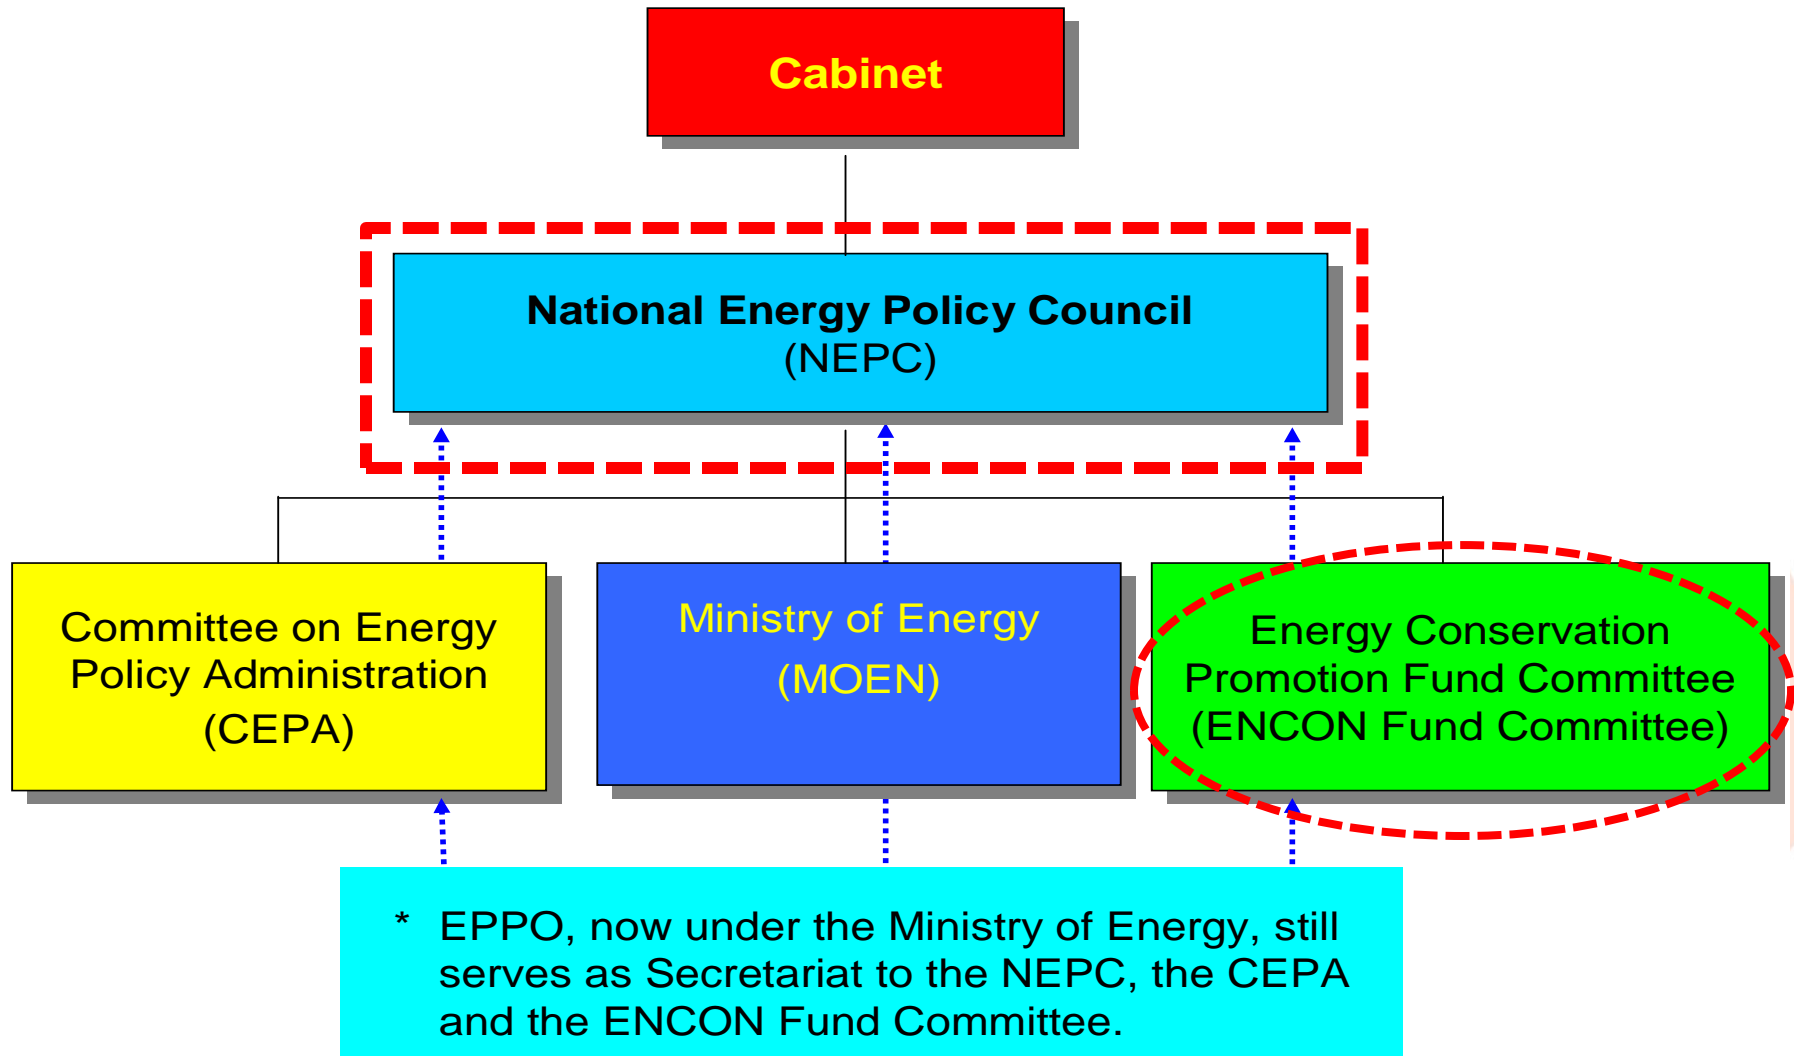 Cabinet
National Energy Policy Council
(NEPC)
Committee on Energy
Policy Administration
(CEPA)
Ministry of Energy
(MOEN)
Energy Conservation
Promotion Fund Committee
(ENCON Fund Committee)
* EPPO, now under the Ministry of Energy, still
serves as Secretariat to the NEPC, the CEPA
and the ENCON Fund Committee.